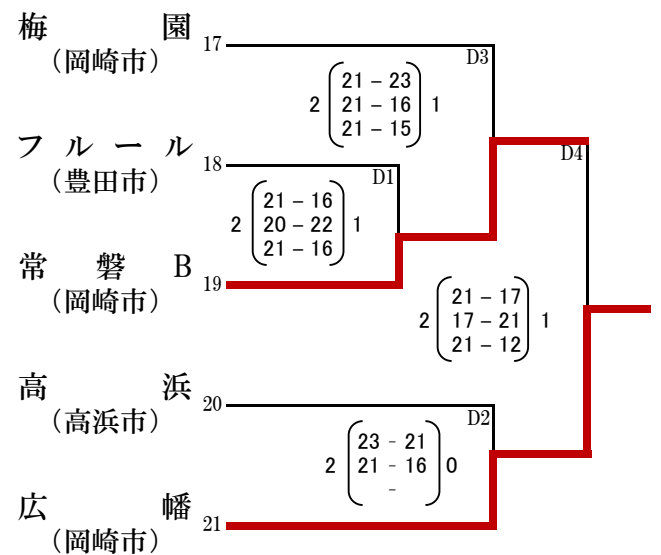 梅園 17
(岡崎市)
D3
21 – 23
2 21 – 16 1
21 – 15
フルール 18
(豊田市)
D1
D4
21 – 16
2 20 – 22 1
21 – 16
常磐B 19
(岡崎市)
21 – 17
2 17 – 21 1
21 – 12
高浜 20
(高浜市)
D2
23 - 21
2 21 - 16 0
-
広幡 21
(岡崎市)